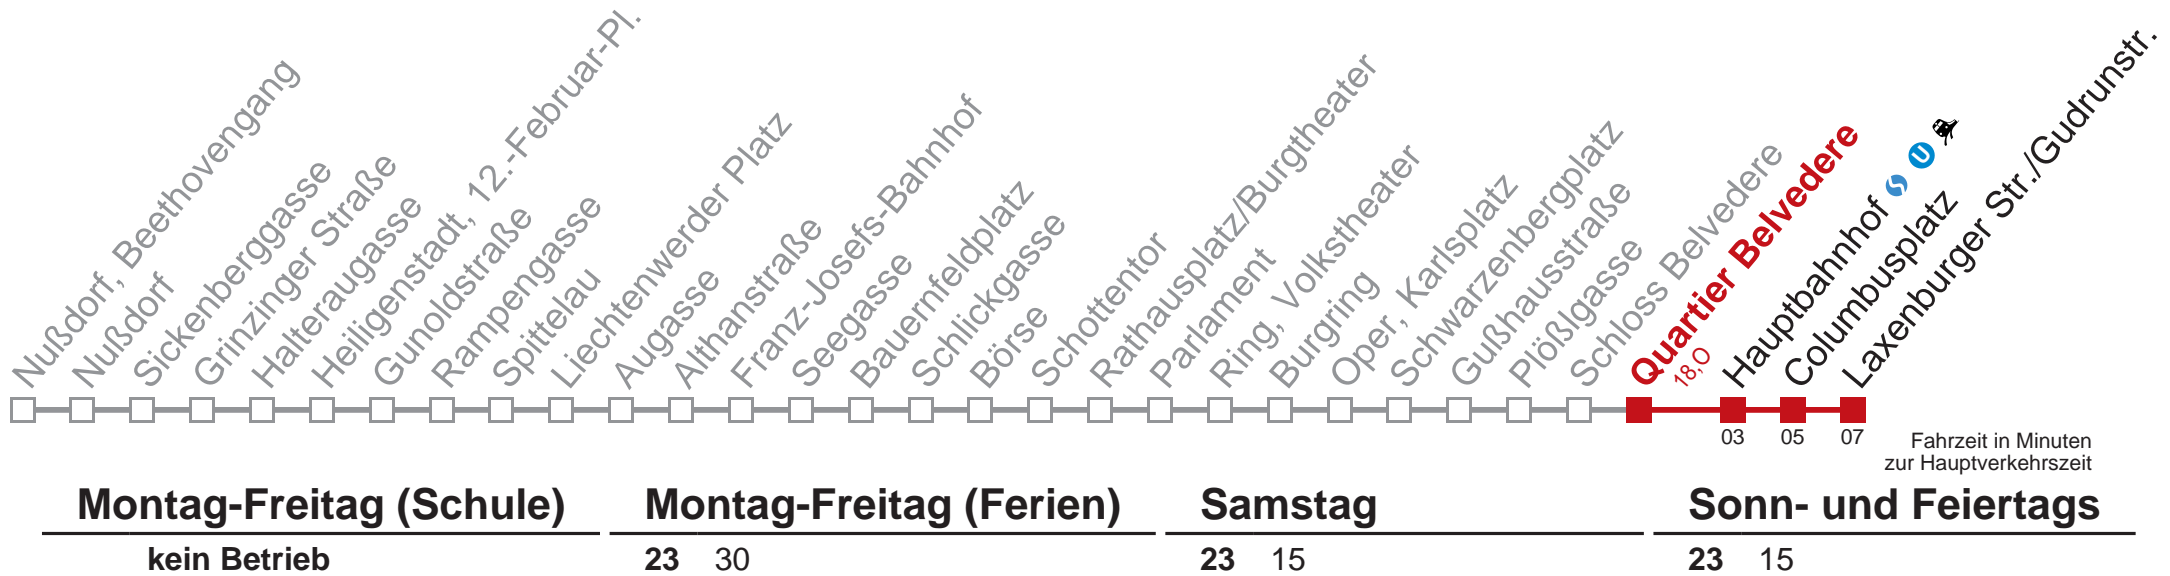 Nußdorf, Beethovengang
Nußdorf
Sickenberggasse
Grinzinger Straße
Halteraugasse
Heiligenstadt, 12.-Februar-Pl.
Gunoldstraße
Rampengasse
Spittelau
Liechtenwerder Platz
Augasse
Althanstraße
Franz-Josefs-Bahnhof
Seegasse
Bauernfeldplatz
Schlickgasse
Börse
Schottentor
Rathausplatz/Burgtheater
Parlament
Ring, Volkstheater
Burgring
Oper, Karlsplatz
Schwarzenbergplatz
Gußhausstraße
Plößlgasse
Schloss Belvedere
Quartier Belvedere
18,O
Hauptbahnhof U
Columbusplatz
Laxenburger Str./Gudrunstr.
03 05 07
Fahrzeit in Minuten
zur Hauptverkehrszeit
Montag-Freitag (Schule) Montag-Freitag (Ferien) Samstag Sonn- und Feiertags
kein Betrieb 23 30 23 15 23 15